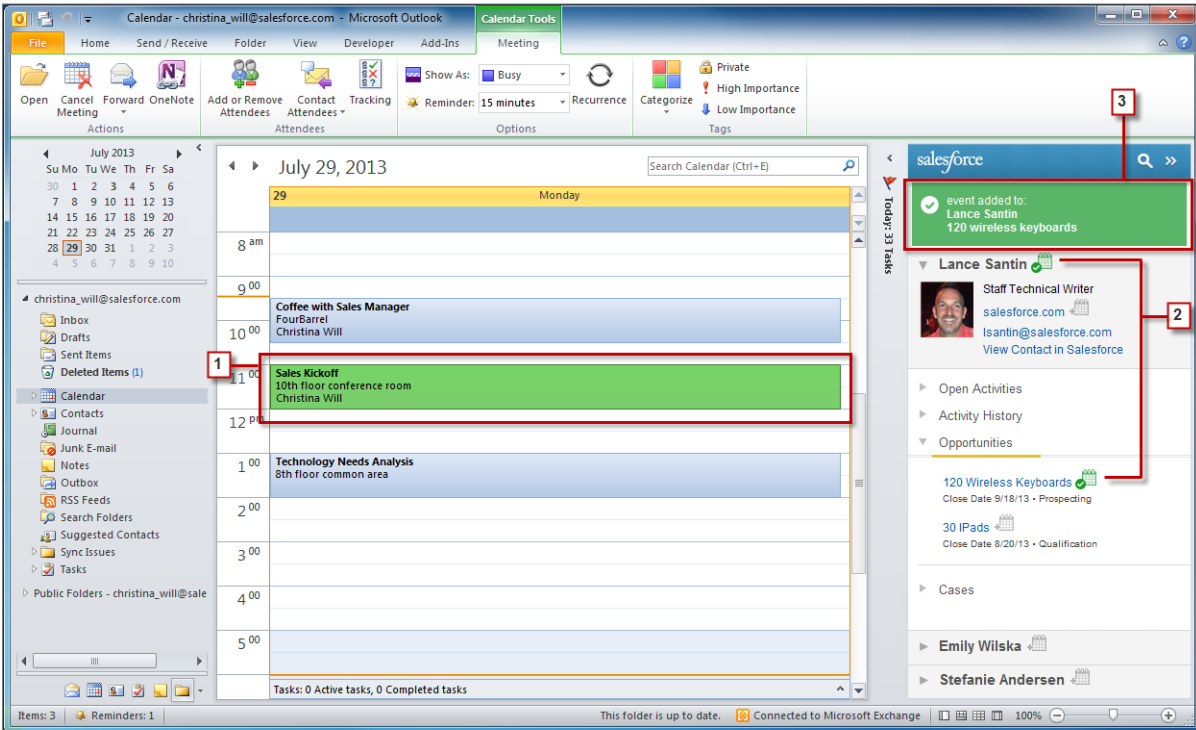 Calendar - christina_will@salesforce.com - Microsoft Outlook
Calendar Tools
File Home Send / Receive Folder View Developer Add-Ins Meeting
Open
Cancel Meeting
Forward
OneNote
Actions
Add or Remove Attendees
Contact Attendees
Tracking
Attendees
Show As: Busy
Reminder: 15 minutes
Recurrence
Options
Categorize
Private
High Importance
Low Importance
Tags
July 2013
Su Mo Tu We Th Fr Sa
30 1 2 3 4 5 6
7 8 9 10 11 12 13
14 15 16 17 18 19 20
21 22 23 24 25 26 27
28 29 30 31 1 2 3
4 5 6 7 8 9 10
christina_will@salesforce.com
Inbox
Drafts
Sent Items
Deleted Items (1)
Calendar
Contacts
Journal
Junk E-mail
Notes
Outbox
RSS Feeds
Search Folders
Suggested Contacts
Sync Issues
Tasks
Public Folders - christina_will@sale
July 29, 2013
Search Calendar (Ctrl+E)
29 Monday
8 am
9 00
Coffee with Sales Manager
FourBarrel
Christina Will
10 00
1
11 00
Sales Kickoff
10th floor conference room
Christina Will
12 pm
1 00
Technology Needs Analysis
8th floor common area
2 00
3 00
4 00
5 00
Tasks: 0 Active tasks, 0 Completed tasks
Today: 33 Tasks
3
salesforce
event added to:
Lance Santin
120 wireless keyboards
Lance Santin
Staff Technical Writer
salesforce.com
lsantin@salesforce.com
View Contact in Salesforce
2
Open Activities
Activity History
Opportunities
120 Wireless Keyboards
Close Date 9/18/13 • Prospecting
30 IPads
Close Date 8/20/13 • Qualification
Cases
Emily Wilska
Stefanie Andersen
Items: 3 Reminders: 1
This folder is up to date. Connected to Microsoft Exchange 100%